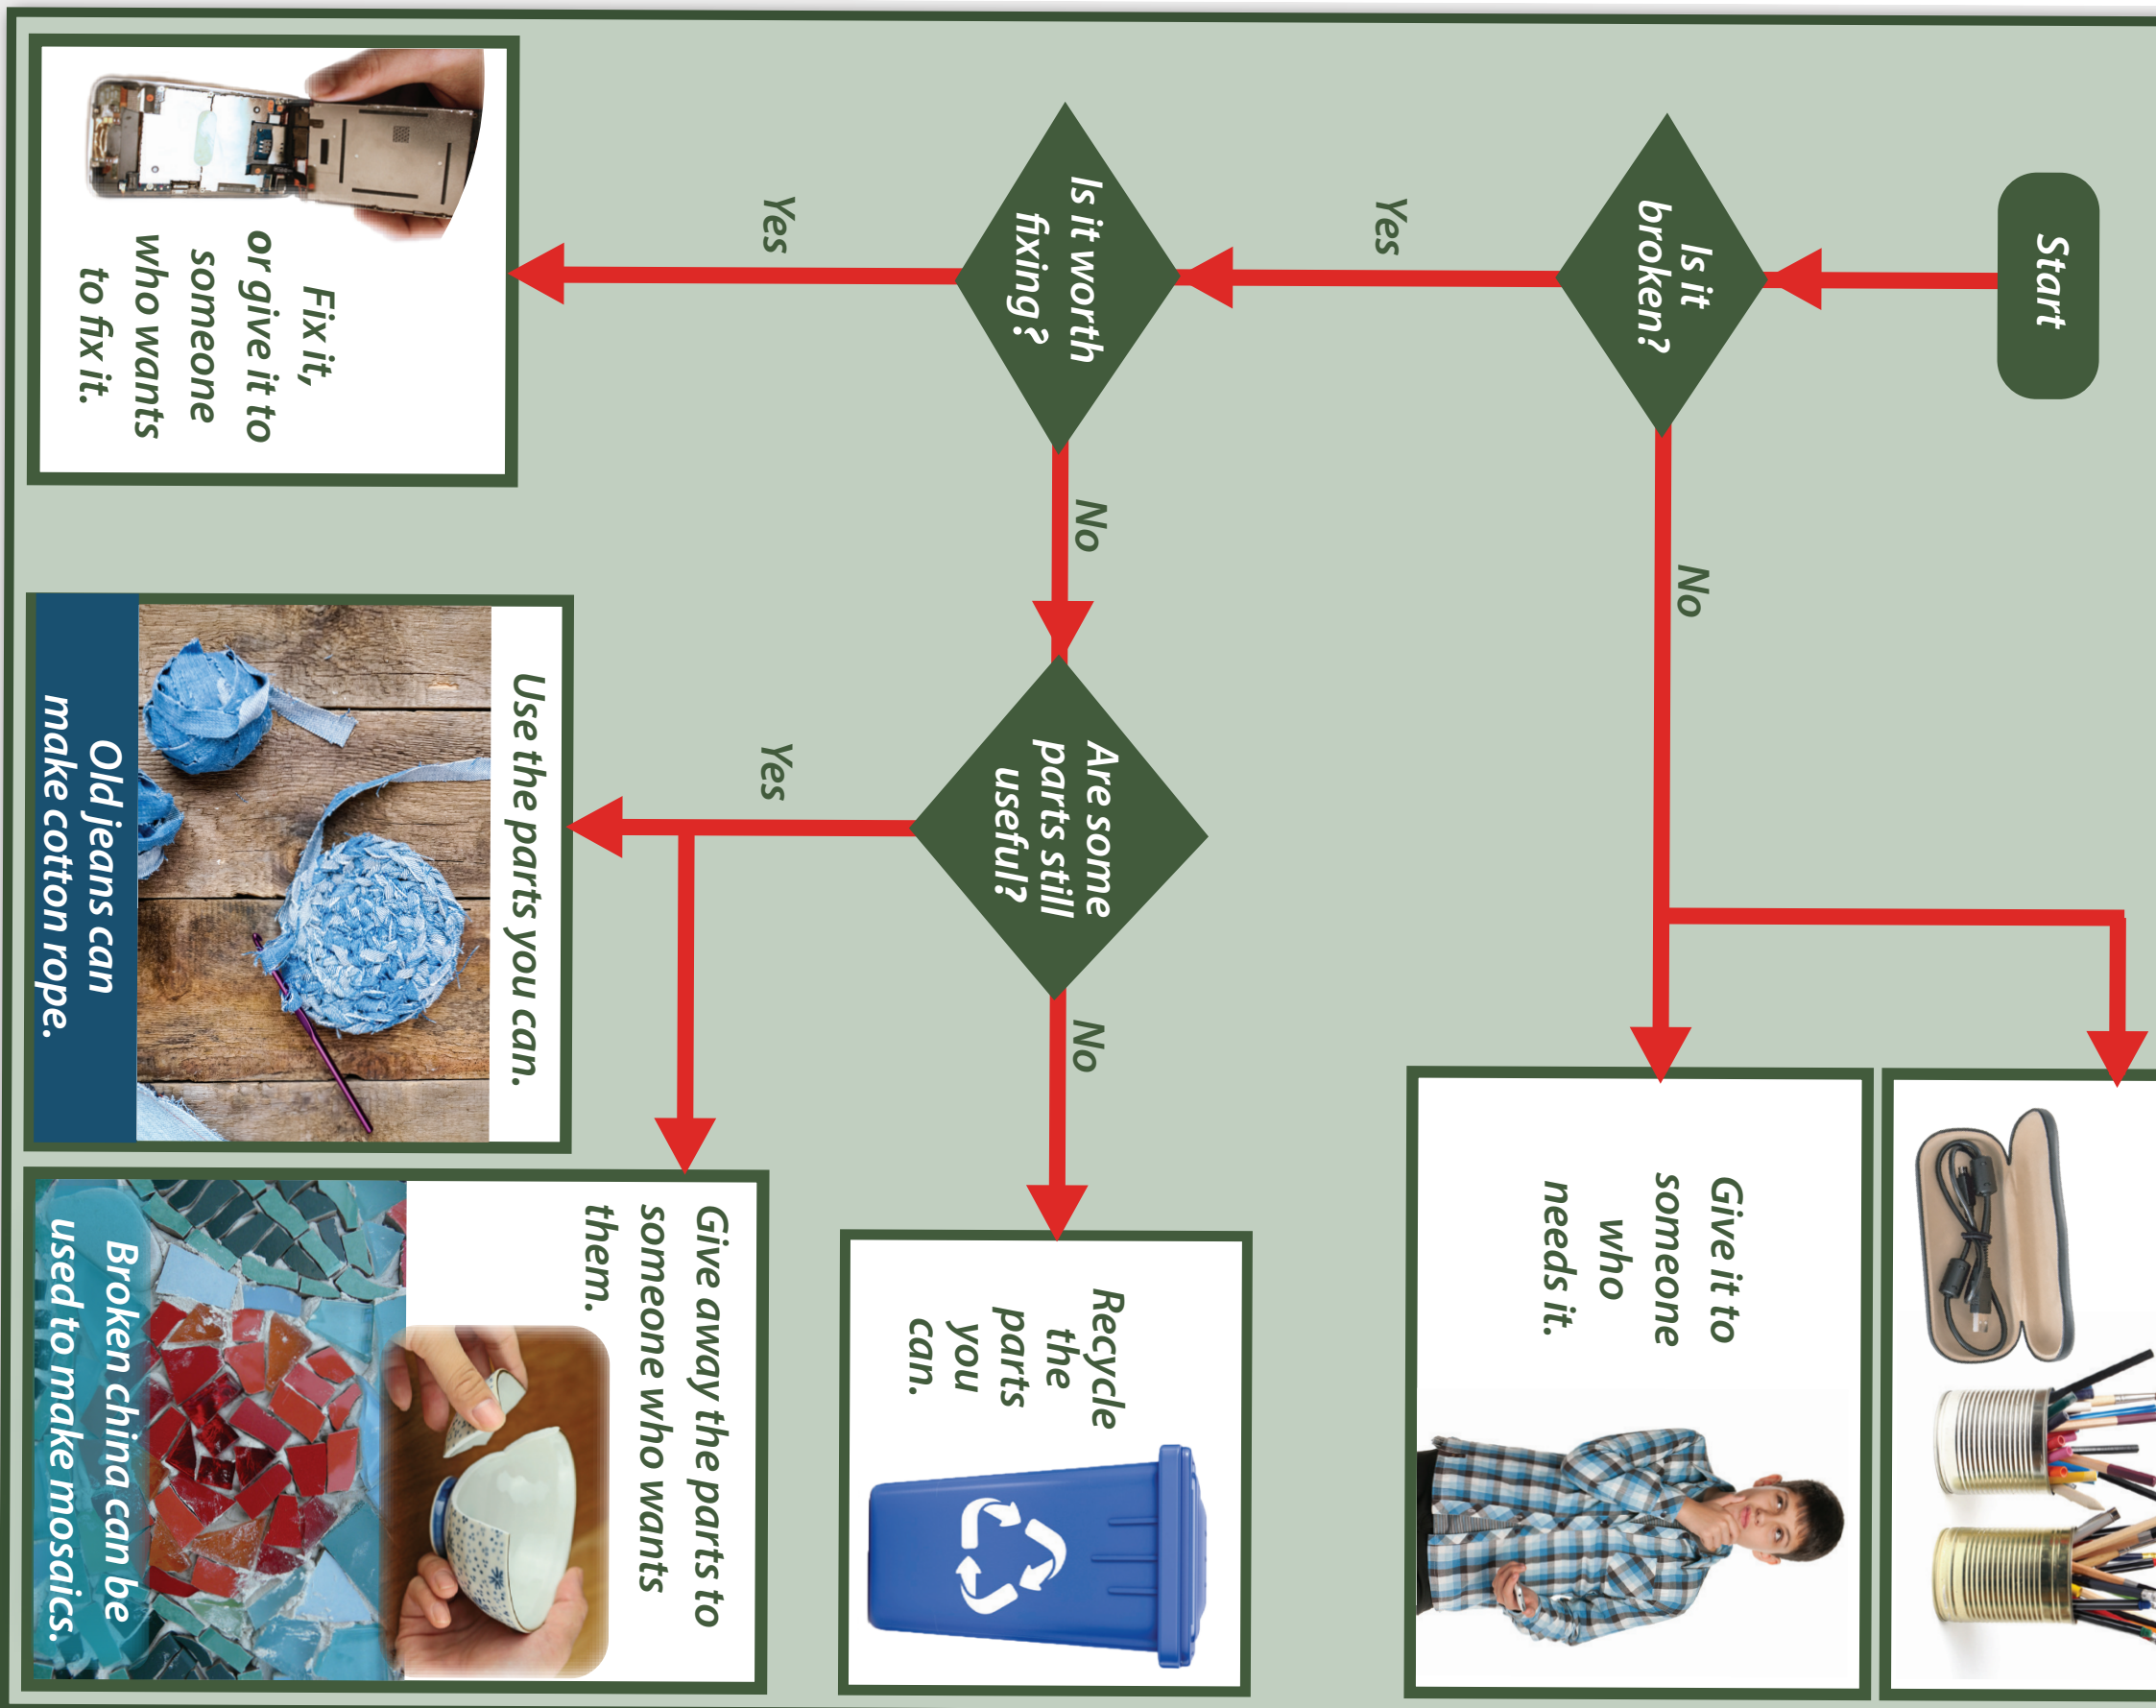 Start
Is it
broken?
No
Yes
Give it to
someone
who
needs it.
Is it worth
fixing?
No
Are some
parts still
useful?
No
Recycle
the
parts
you
can.
Yes
Yes
Fix it,
or give it to
someone
who wants
to fix it.
Use the parts you can.
Old jeans can
make cotton rope.
Give away the parts to
someone who wants
them.
Broken china can be
used to make mosaics.